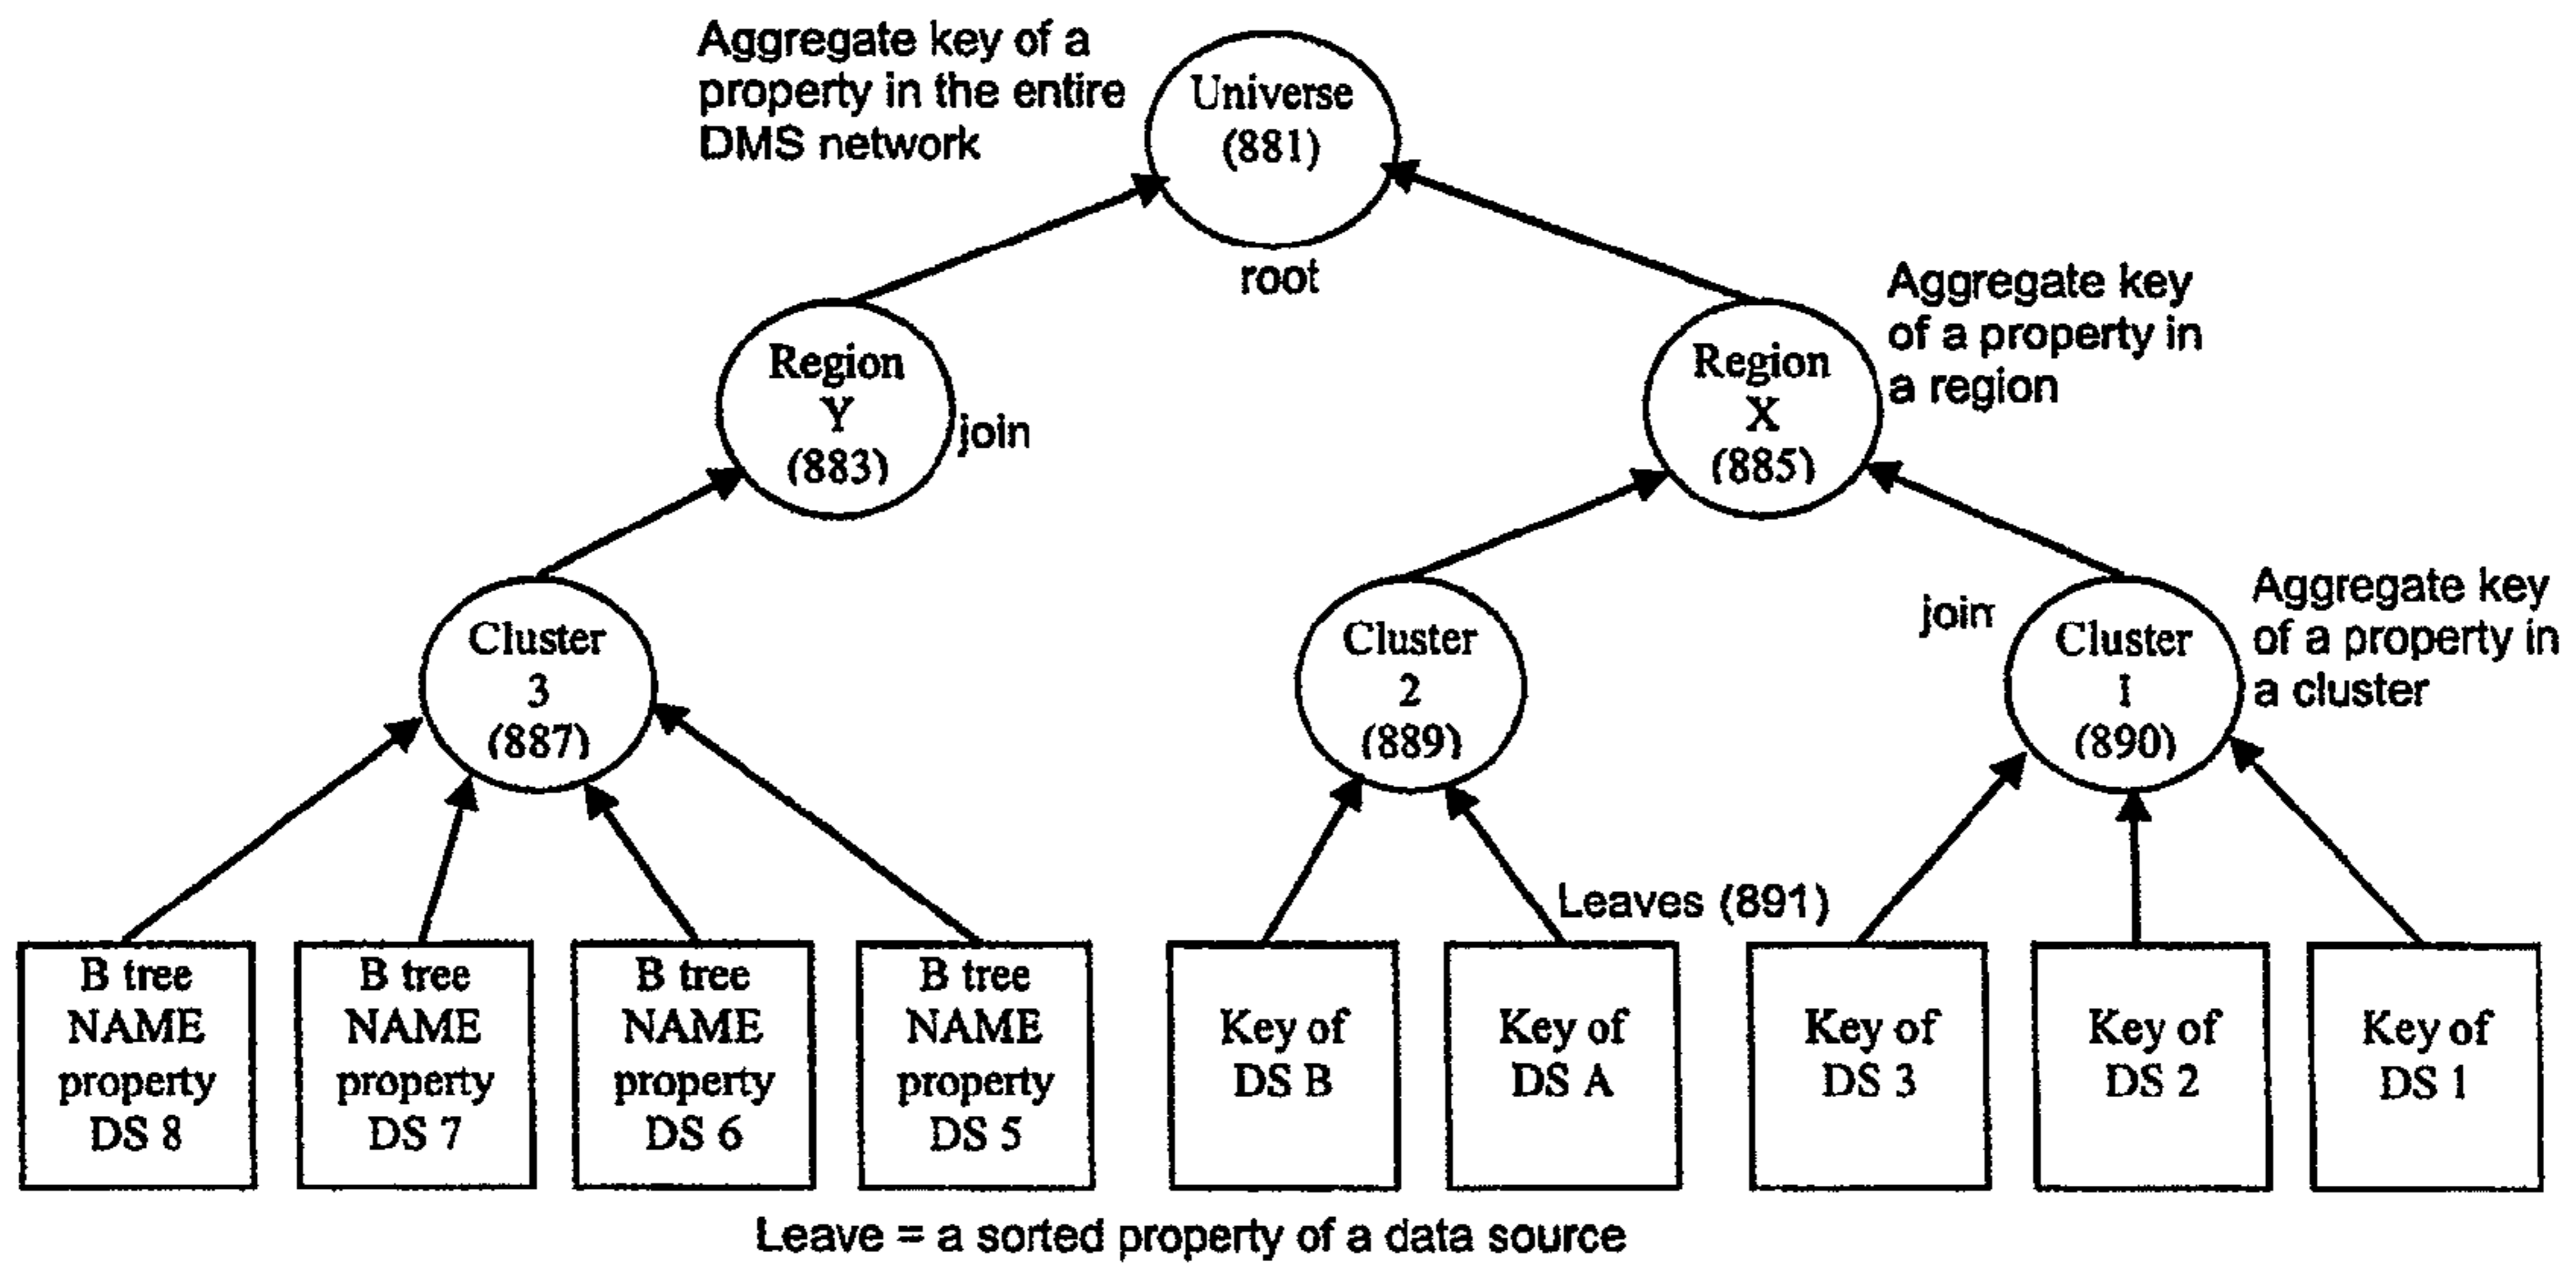 Aggregate key of a
property in the entire
DMS network
Universe
(881)
root
Region
Y
(883)
join
Region
X
(885)
Aggregate key
of a property in
a region
Cluster
3
(887)
Cluster
2
(889)
join
Cluster
1
(890)
Aggregate key
of a property in
a cluster
Leaves (891)
B tree
NAME
property
DS 8
B tree
NAME
property
DS 7
B tree
NAME
property
DS 6
B tree
NAME
property
DS 5
Key of
DS B
Key of
DS A
Key of
DS 3
Key of
DS 2
Key of
DS 1
Leave = a sorted property of a data source